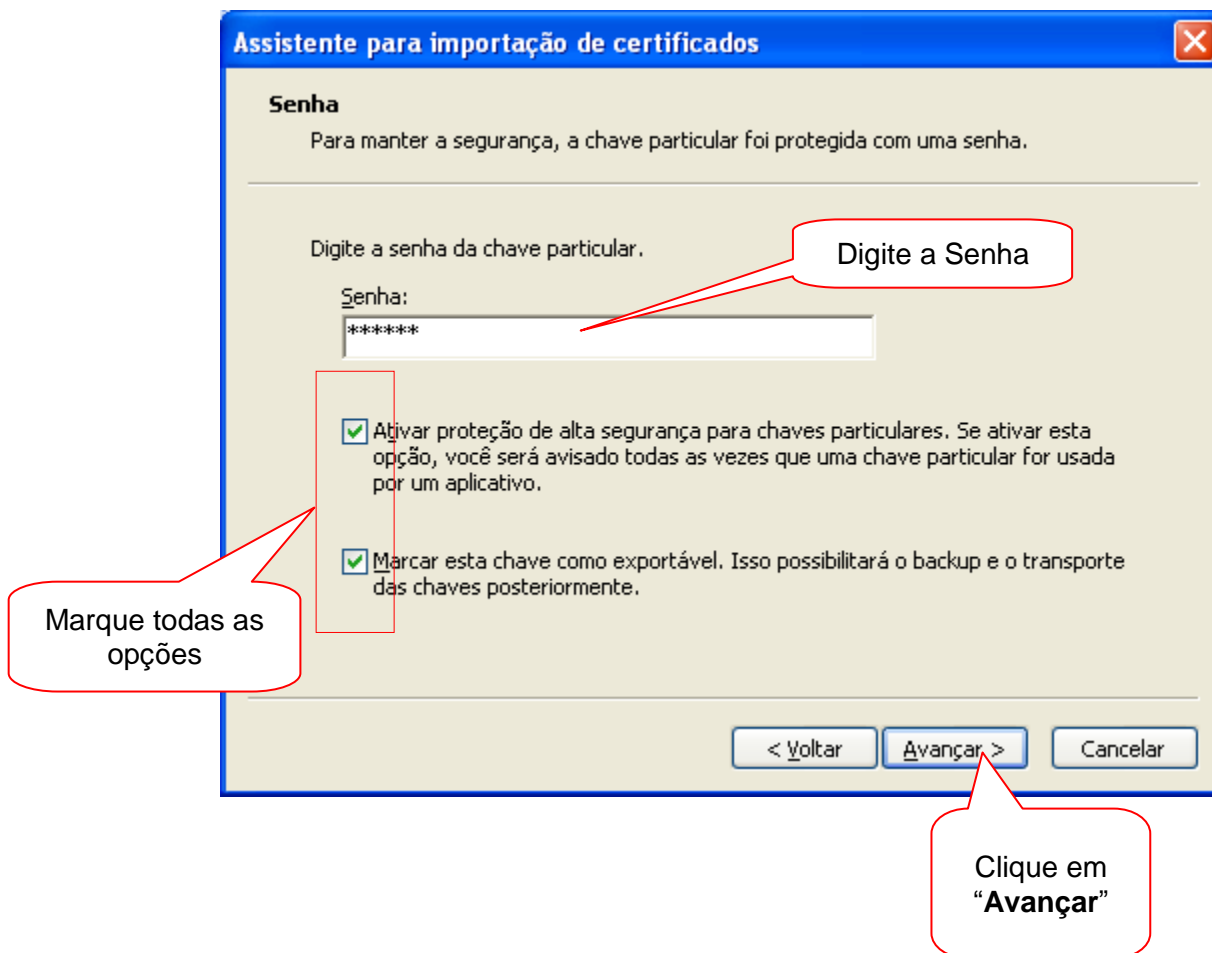 Assistente para importação de certificados
Senha
Para manter a segurança, a chave particular foi protegida com uma senha.
Digite a senha da chave particular.
Digite a Senha
Senha:
******
Ativar proteção de alta segurança para chaves particulares. Se ativar esta
opção, você será avisado todas as vezes que uma chave particular for usada
por um aplicativo.
Marcar esta chave como exportável. Isso possibilitará o backup e o transporte
das chaves posteriormente.
Marque todas as
opções
< Voltar
Avançar >
Cancelar
Clique em
“Avançar”